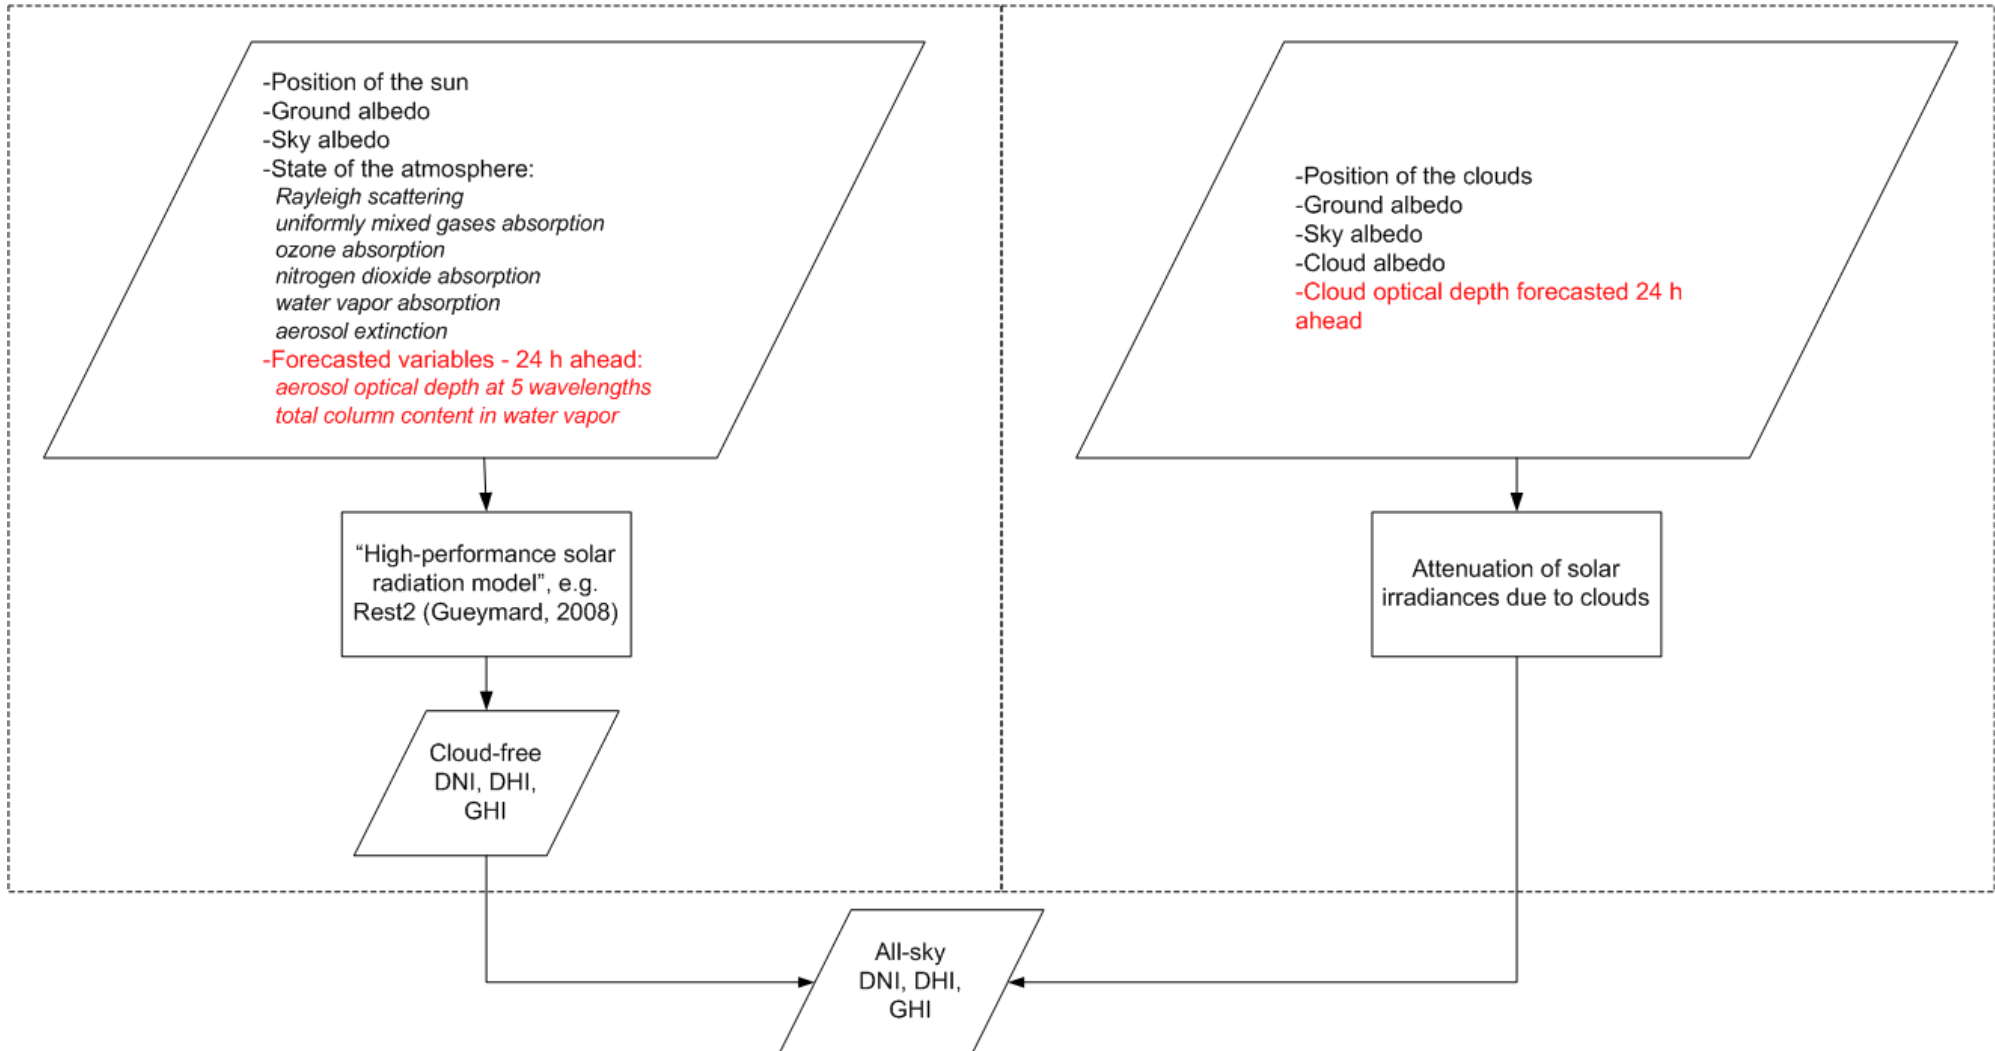 -Position of the sun
-Ground albedo
-Sky albedo
-State of the atmosphere:
Rayleigh scattering
uniformly mixed gases absorption
ozone absorption
nitrogen dioxide absorption
water vapor absorption
aerosol extinction
-Forecasted variables - 24 h ahead:
aerosol optical depth at 5 wavelengths
total column content in water vapor
“High-performance solar
radiation model”, e.g.
Rest2 (Gueymard, 2008)
Cloud-free
DNI, DHI,
GHI
-Position of the clouds
-Ground albedo
-Sky albedo
-Cloud albedo
-Cloud optical depth forecasted 24 h
ahead
Attenuation of solar
irradiances due to clouds
All-sky
DNI, DHI,
GHI